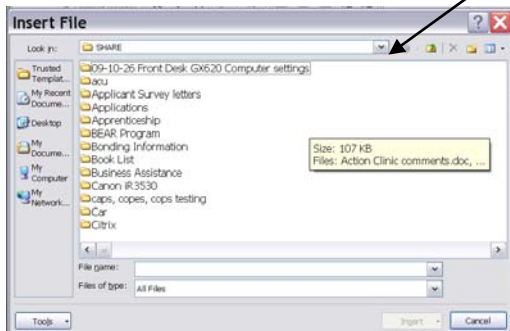 Insert File
Look in:
SHARE
Trusted
Templat...
My Recent
Docume...
Desktop
My
Docume...
My
Computer
My
Network...
09-10-26 Front Desk GX620 Computer settings
acu
Applicant Survey letters
Applications
Apprenticeship
BEAR Program
Bonding Information
Book List
Business Assistance
Canon iR3530
caps, copes, cops testing
Car
Citrix
Size: 107 KB
Files: Action Clinic comments.doc, ...
File name:
Files of type:
All Files
Tools
Insert
Cancel